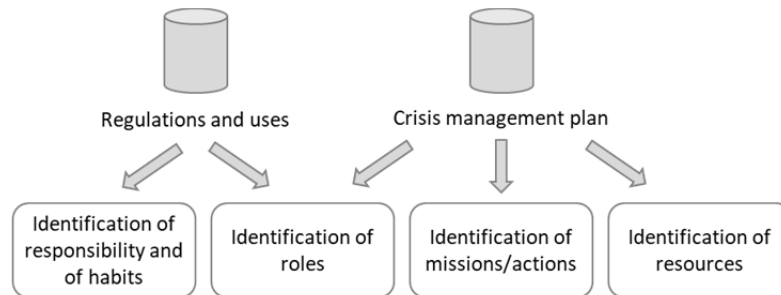 Regulations and uses
Crisis management plan
Identification of
responsibility and
of habits
Identification of
roles
Identification of
missions/actions
Identification of
resources